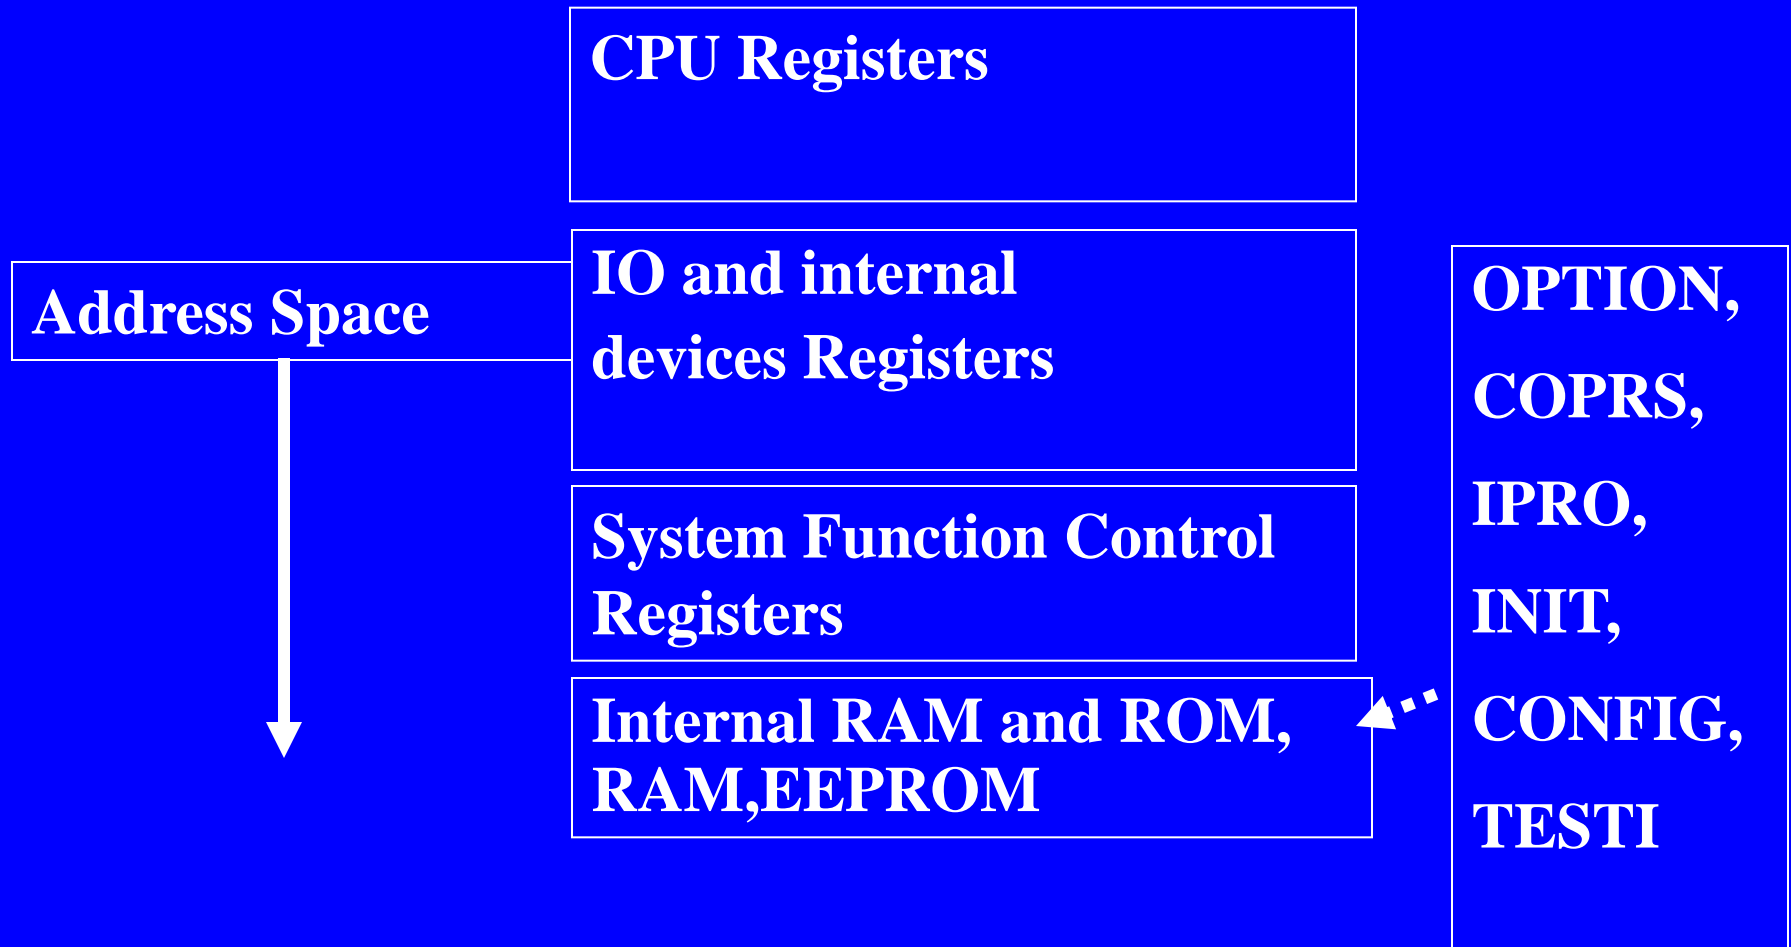 CPU Registers
Address Space
IO and internal
devices Registers
System Function Control
Registers
Internal RAM and ROM,
RAM,EEPROM
OPTION,
COPRS,
IPRO,
INIT,
CONFIG,
TESTI